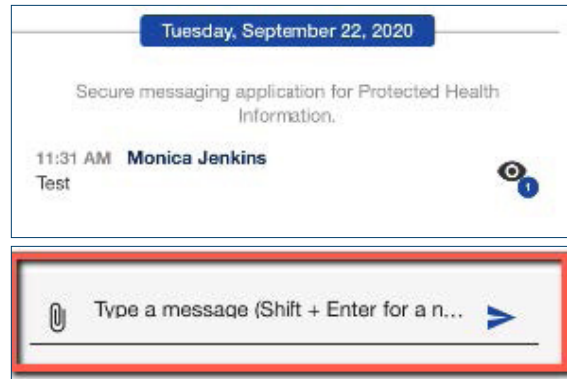 Tuesday, September 22, 2020
Secure messaging application for Protected Health
Information.
11:31 AM Monica Jenkins
Test
1
Type a message (Shift + Enter for a n...